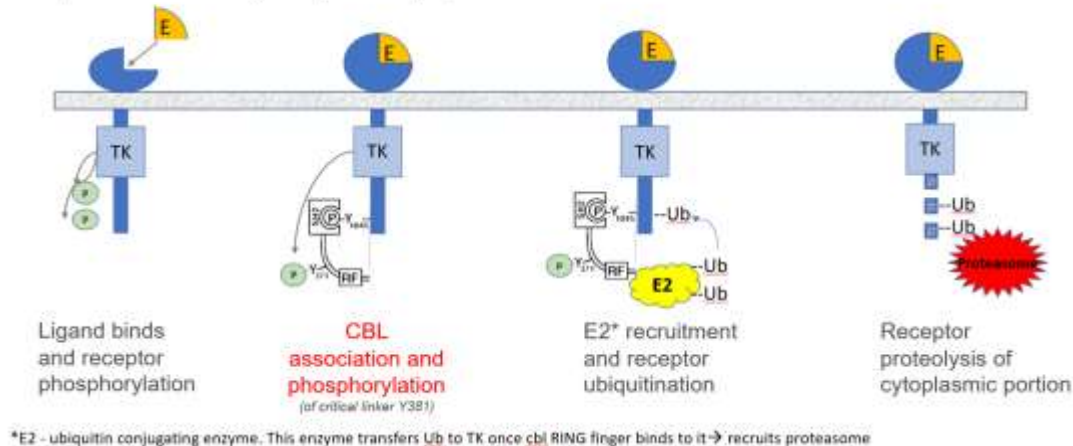 E
E
E
E
TK
TK
TK
TK
P
P
P
Y
P
Y
RIF
P
Y
P
Y
RIF
E2
--Ub
--Ub
--Ub
--Ub
--Ub
Proteasome
Ligand binds
and receptor
phosphorylation
CBL
association and
phosphorylation
(of critical linker Y381)
E2* recruitment
and receptor
ubiquitination
Receptor
proteolysis of
cytoplasmic portion
*E2 - ubiquitin conjugating enzyme. This enzyme transfers Ub to TK once cbl RING finger binds to it→ recruits proteasome